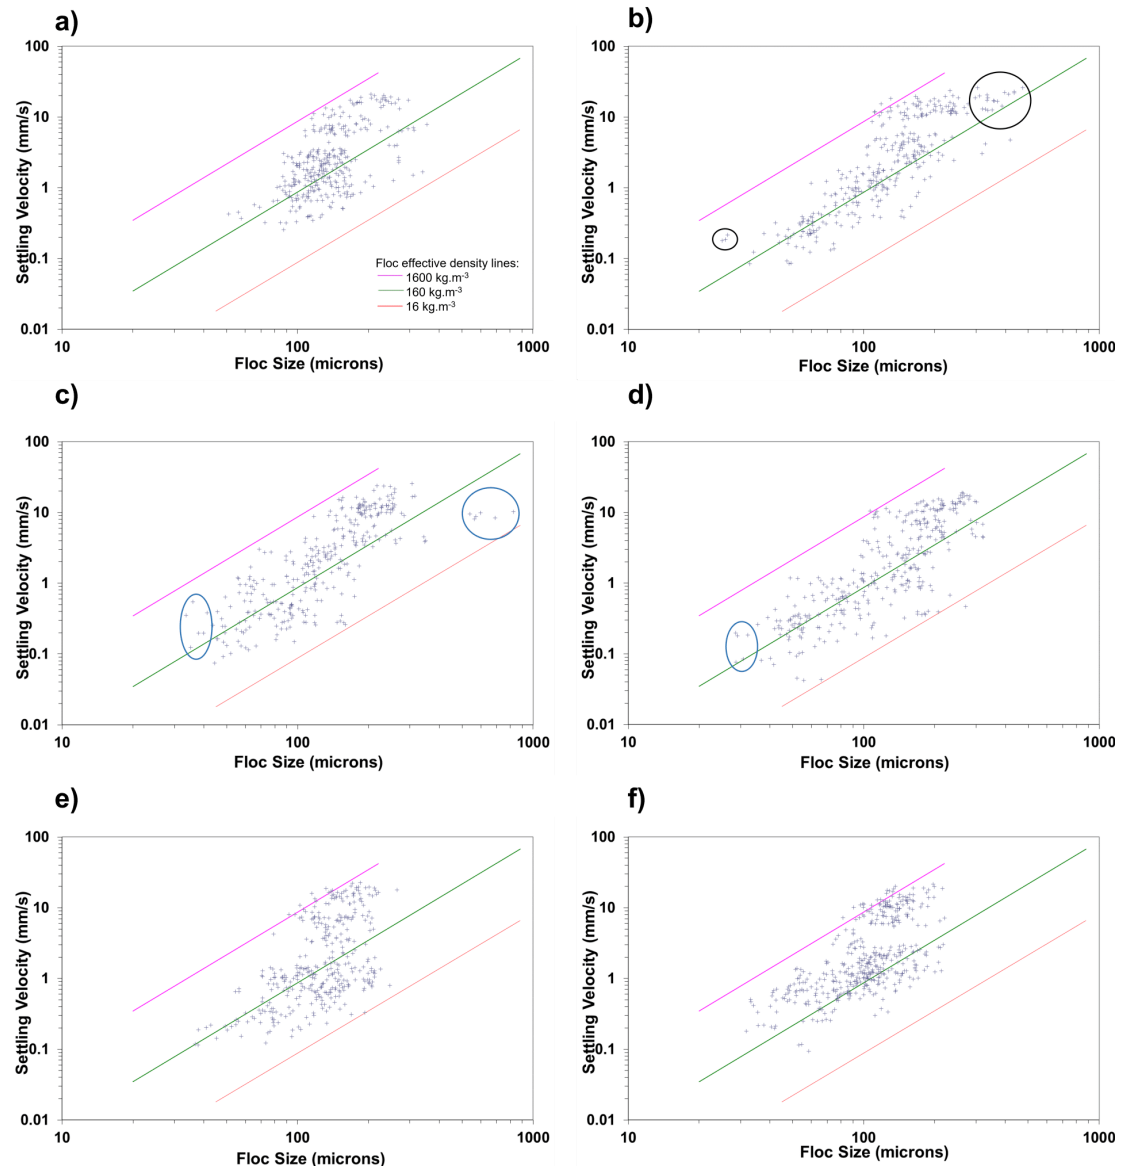 a)
100
10
1
0.1
0.01
10
100
1000
Settling Velocity (mm/s)
Floc Size (microns)
Floc effective density lines:
1600 kg.m⁻³
160 kg.m⁻³
16 kg.m⁻³
b)
100
10
1
0.1
0.01
10
100
1000
Settling Velocity (mm/s)
Floc Size (microns)
c)
100
10
1
0.1
0.01
10
100
1000
Settling Velocity (mm/s)
Floc Size (microns)
d)
100
10
1
0.1
0.01
10
100
1000
Settling Velocity (mm/s)
Floc Size (microns)
e)
100
10
1
0.1
0.01
10
100
1000
Settling Velocity (mm/s)
Floc Size (microns)
f)
100
10
1
0.1
0.01
10
100
1000
Settling Velocity (mm/s)
Floc Size (microns)